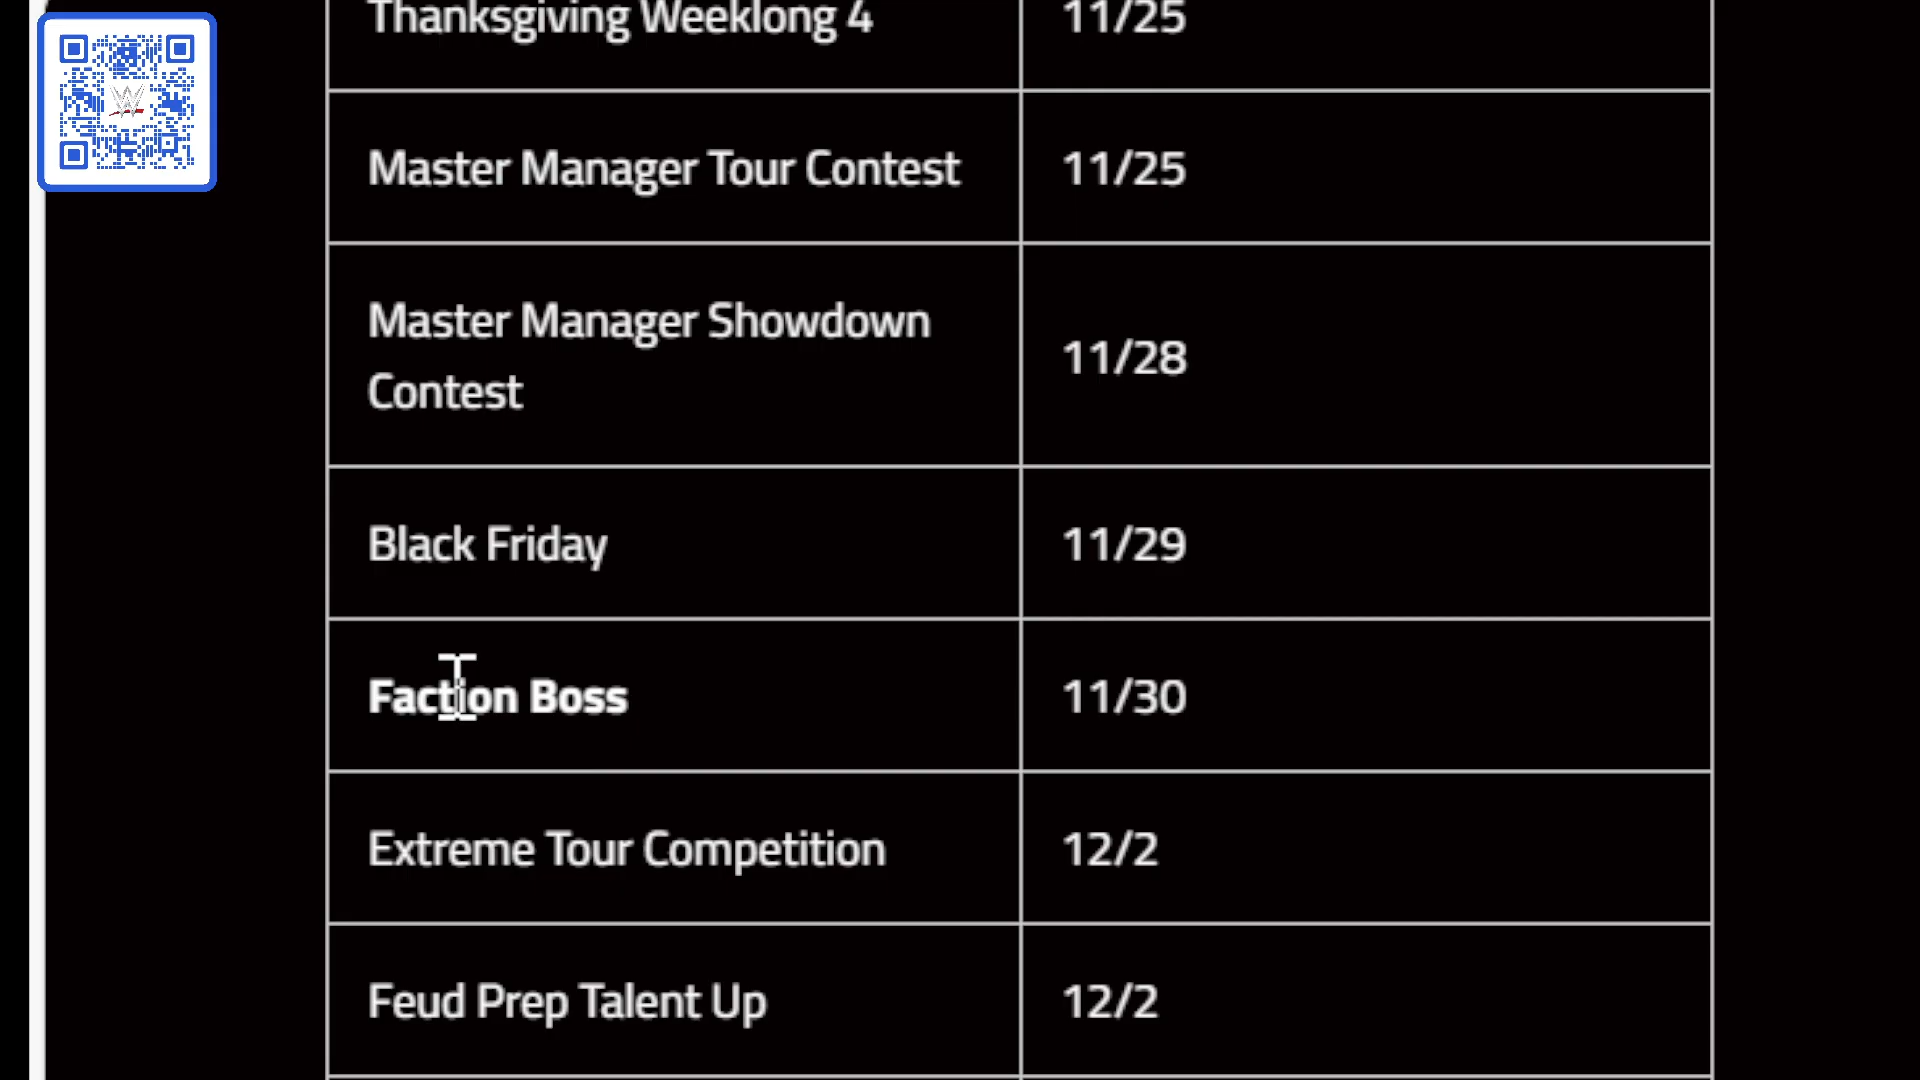 Thanksgiving Weeklong 4 11/25
Master Manager Tour Contest 11/25
Master Manager Showdown
Contest 11/28
Black Friday 11/29
Faction Boss 11/30
Extreme Tour Competition 12/2
Feud Prep Talent Up 12/2